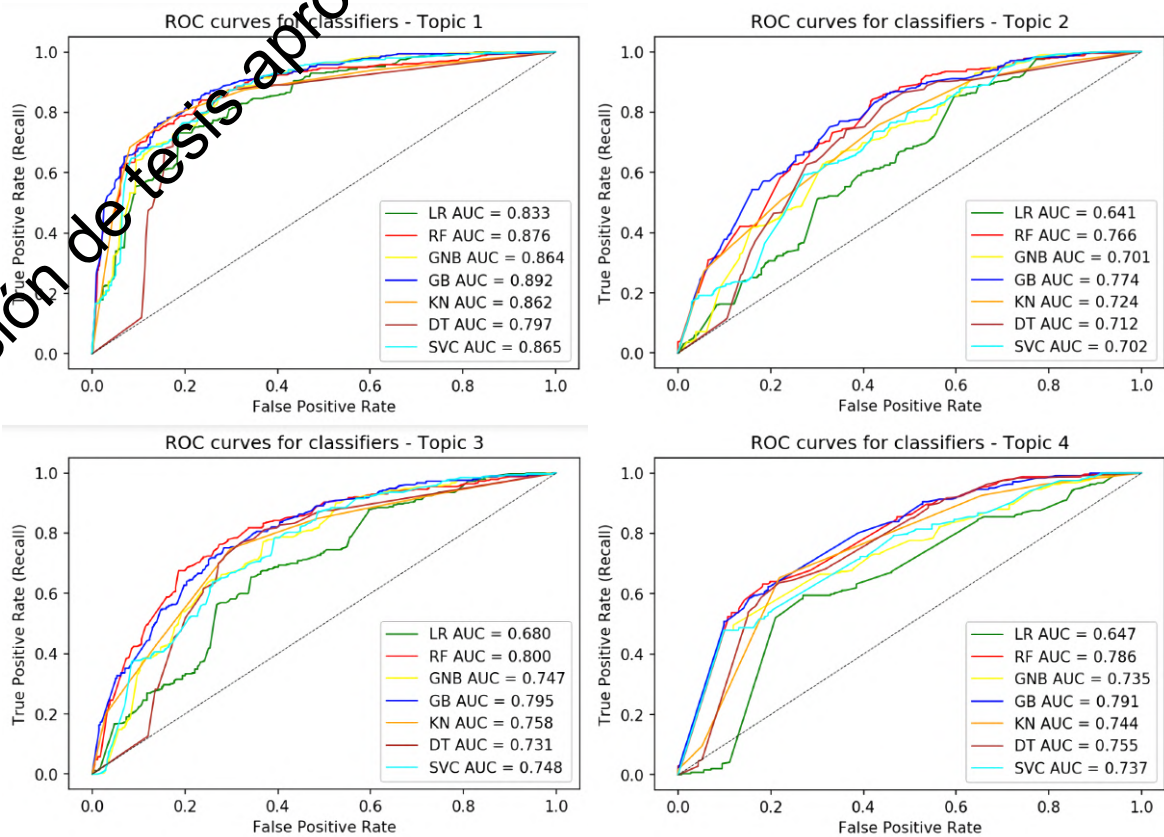 ROC curves for classifiers - Topic 1
1.0
0.8
0.6
0.4
0.2
0.0
True Positive Rate (Recall)
LR AUC = 0.833
RF AUC = 0.876
GNB AUC = 0.864
GB AUC = 0.892
KN AUC = 0.862
DT AUC = 0.797
SVC AUC = 0.865
0.0 0.2 0.4 0.6 0.8 1.0
False Positive Rate
ROC curves for classifiers - Topic 2
1.0
0.8
0.6
0.4
0.2
0.0
True Positive Rate (Recall)
LR AUC = 0.641
RF AUC = 0.766
GNB AUC = 0.701
GB AUC = 0.774
KN AUC = 0.724
DT AUC = 0.712
SVC AUC = 0.702
0.0 0.2 0.4 0.6 0.8 1.0
False Positive Rate
ROC curves for classifiers - Topic 3
1.0
0.8
0.6
0.4
0.2
0.0
True Positive Rate (Recall)
LR AUC = 0.680
RF AUC = 0.800
GNB AUC = 0.747
GB AUC = 0.795
KN AUC = 0.758
DT AUC = 0.731
SVC AUC = 0.748
0.0 0.2 0.4 0.6 0.8 1.0
False Positive Rate
ROC curves for classifiers - Topic 4
1.0
0.8
0.6
0.4
0.2
0.0
True Positive Rate (Recall)
LR AUC = 0.647
RF AUC = 0.786
GNB AUC = 0.735
GB AUC = 0.791
KN AUC = 0.744
DT AUC = 0.755
SVC AUC = 0.737
0.0 0.2 0.4 0.6 0.8 1.0
False Positive Rate
de tesis